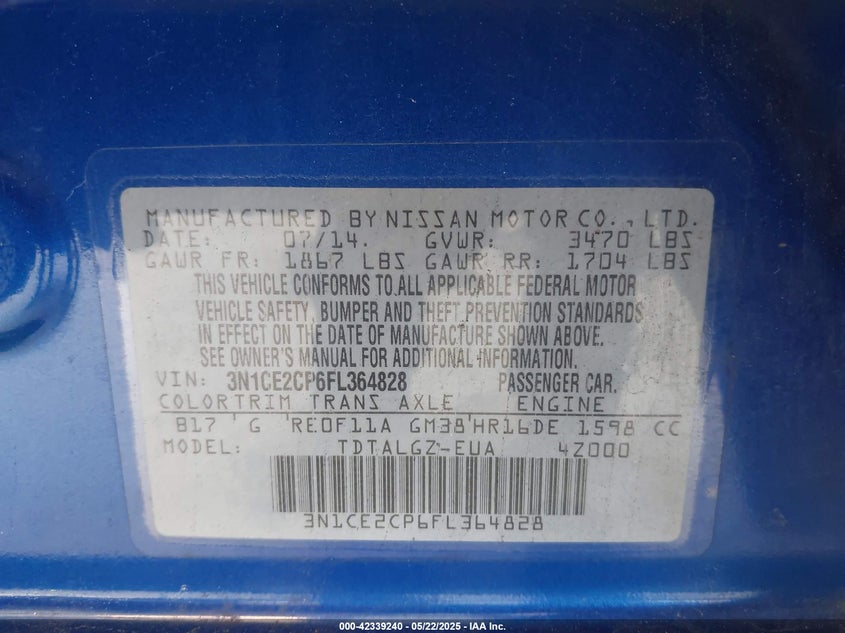 MANUFACTURED BY NISSAN MOTOR CO., LTD.
DATE: 07/14. GVWR: 3470 LBS
GAWR FR: 1867 LBS GAWR RR: 1704 LBS
THIS VEHICLE CONFORMS TO ALL APPLICABLE FEDERAL MOTOR
VEHICLE SAFETY, BUMPER AND THEFT PREVENTION STANDARDS
IN EFFECT ON THE DATE OF MANUFACTURE SHOWN ABOVE.
SEE OWNER'S MANUAL FOR ADDITIONAL INFORMATION.
VIN: 3N1CE2CP6FL364828 PASSENGER CAR.
COLORTRIM TRANS AXLE ENGINE
B17 G RE0F11A GM38 HR16DE 1598 CC
MODEL: TDTALGZ-EUA 4Z000
3N1CE2CP6FL364828
000-42339240 - 05/22/2025 - IAA Inc.